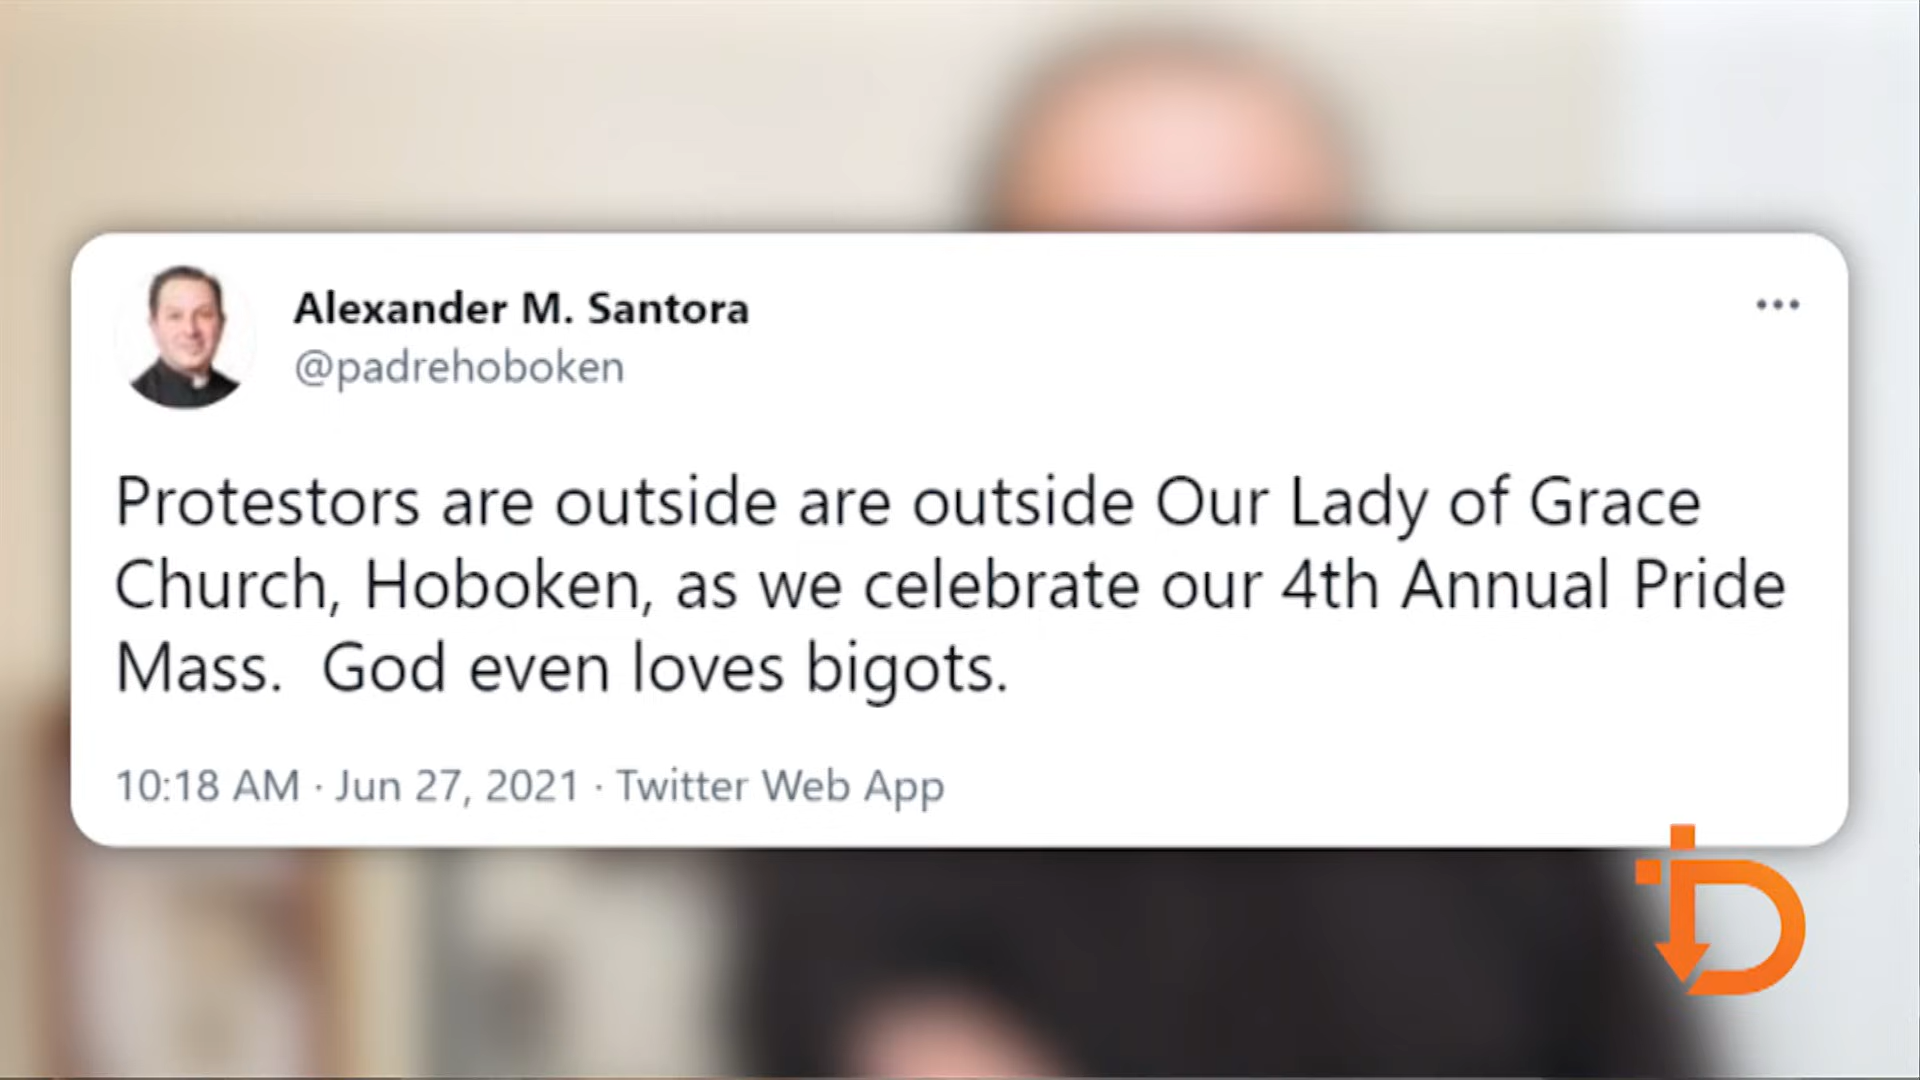 Alexander M. Santora
@padrehoboken
Protestors are outside are outside Our Lady of Grace
Church, Hoboken, as we celebrate our 4th Annual Pride
Mass.  God even loves bigots.
10:18 AM · Jun 27, 2021 · Twitter Web App